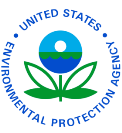 UNITED STATES
ENVIRONMENTAL PROTECTION AGENCY